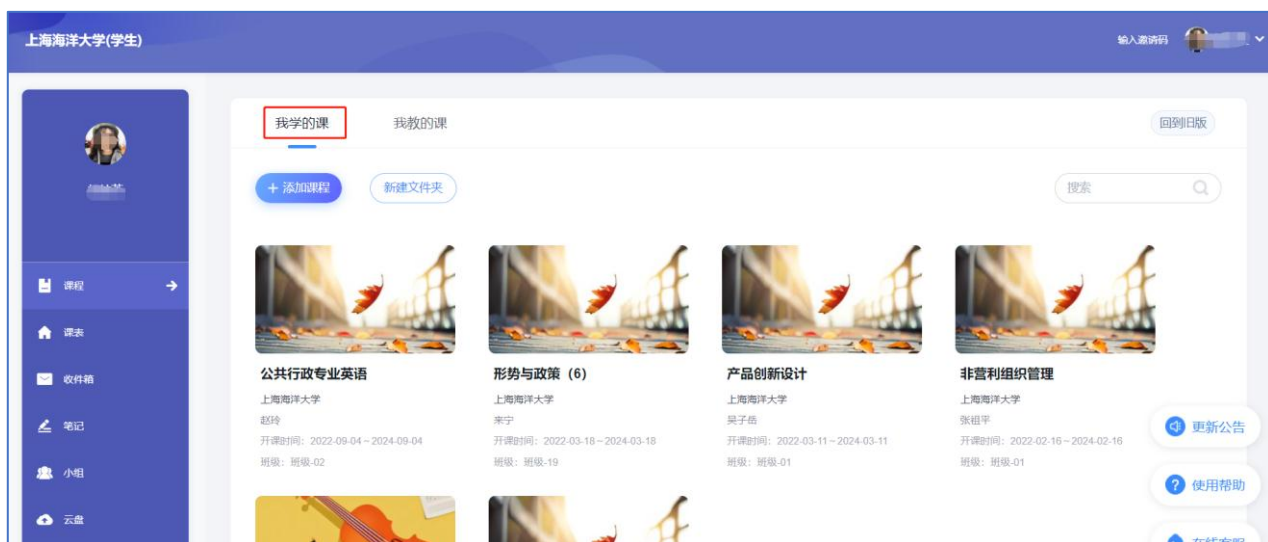 上海海洋大学(学生)
输入邀请码
我学的课 我教的课 回到旧版
+ 添加课程 新建文件夹 搜索
课程
课表
收件箱
笔记
小组
云盘
公共行政专业英语
上海海洋大学
赵玲
开课时间：2022-09-04～2024-09-04
班级：班级-02
形势与政策（6）
上海海洋大学
来宁
开课时间：2022-03-18～2024-03-18
班级：班级-19
产品创新设计
上海海洋大学
吴子岳
开课时间：2022-03-11～2024-03-11
班级：班级-01
非营利组织管理
上海海洋大学
张祖平
开课时间：2022-02-16～2024-02-16
班级：班级-01
更新公告
使用帮助
在线客服